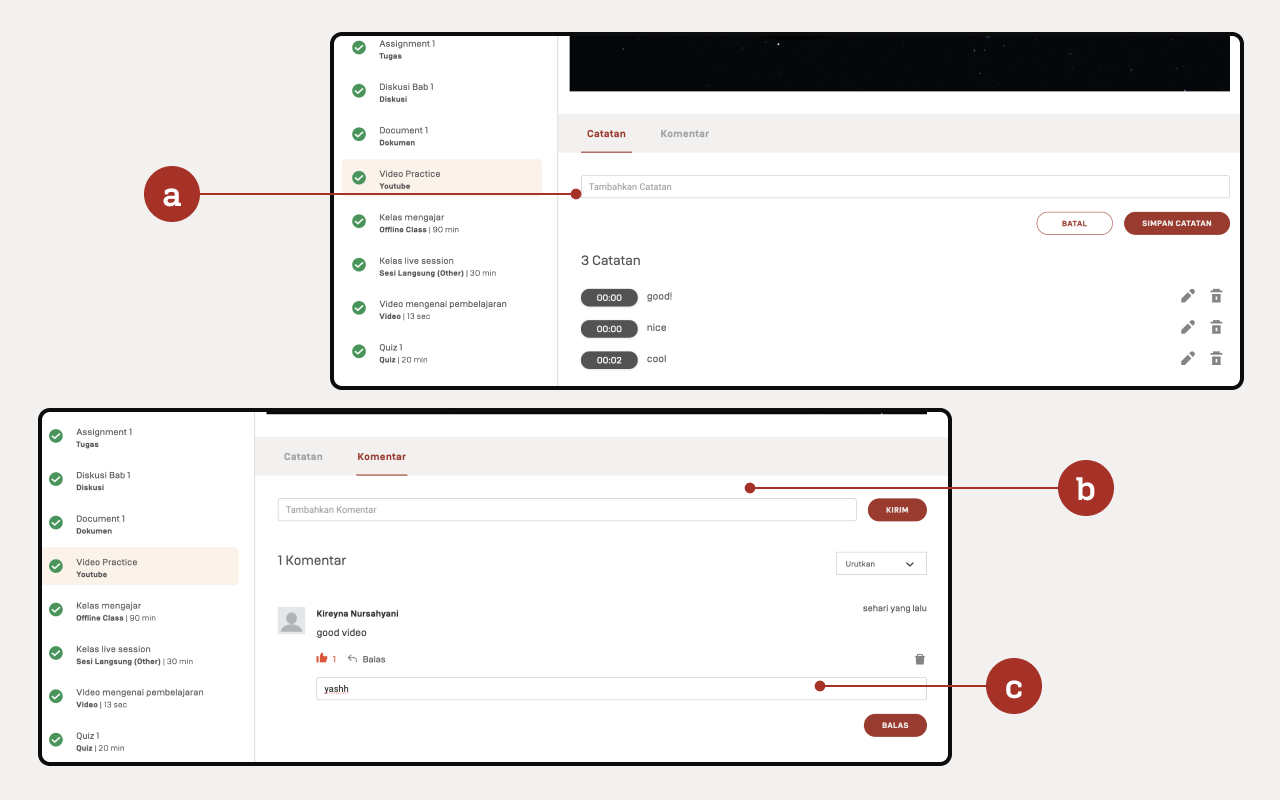 Assignment 1
Tugas
Diskusi Bab 1
Diskusi
Document 1
Dokumen
Video Practice
Youtube
Kelas mengajar
Offline Class | 90 min
Kelas live session
Sesi Langsung (Other) | 30 min
Video mengenai pembelajaran
Video | 13 sec
Quiz 1
Quiz | 20 min
Catatan Komentar
Tambahkan Catatan
BATAL SIMPAN CATATAN
3 Catatan
00:00 good!
00:00 nice
00:02 cool
a
Assignment 1
Tugas
Diskusi Bab 1
Diskusi
Document 1
Dokumen
Video Practice
Youtube
Kelas mengajar
Offline Class | 90 min
Kelas live session
Sesi Langsung (Other) | 30 min
Video mengenai pembelajaran
Video | 13 sec
Quiz 1
Quiz | 20 min
Catatan Komentar
Tambahkan Komentar KIRIM
1 Komentar Urutkan
Kireyna Nursahyani sehari yang lalu
good video
1 Balas
yashh
BALAS
b
c